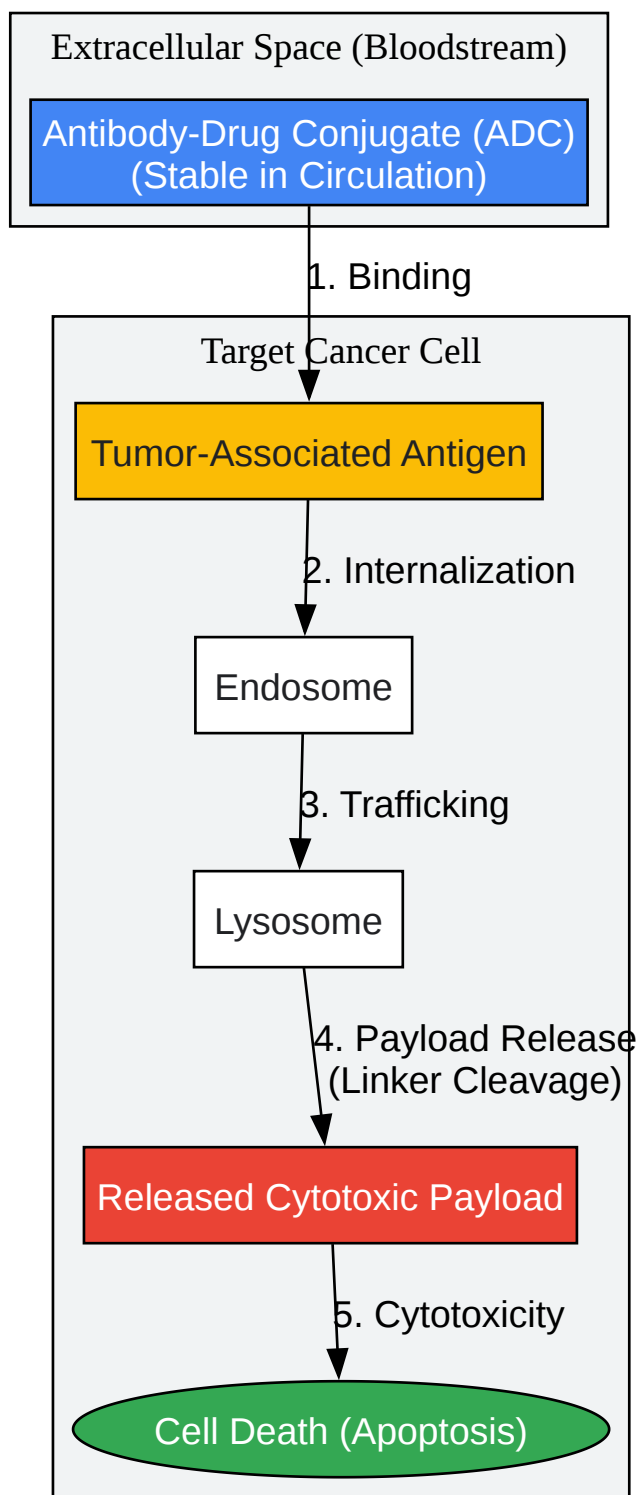 Extracellular Space (Bloodstream)
Antibody-Drug Conjugate (ADC)
(Stable in Circulation)
1. Binding
Target Cancer Cell
Tumor-Associated Antigen
2. Internalization
Endosome
3. Trafficking
Lysosome
4. Payload Release
(Linker Cleavage)
Released Cytotoxic Payload
5. Cytotoxicity
Cell Death (Apoptosis)